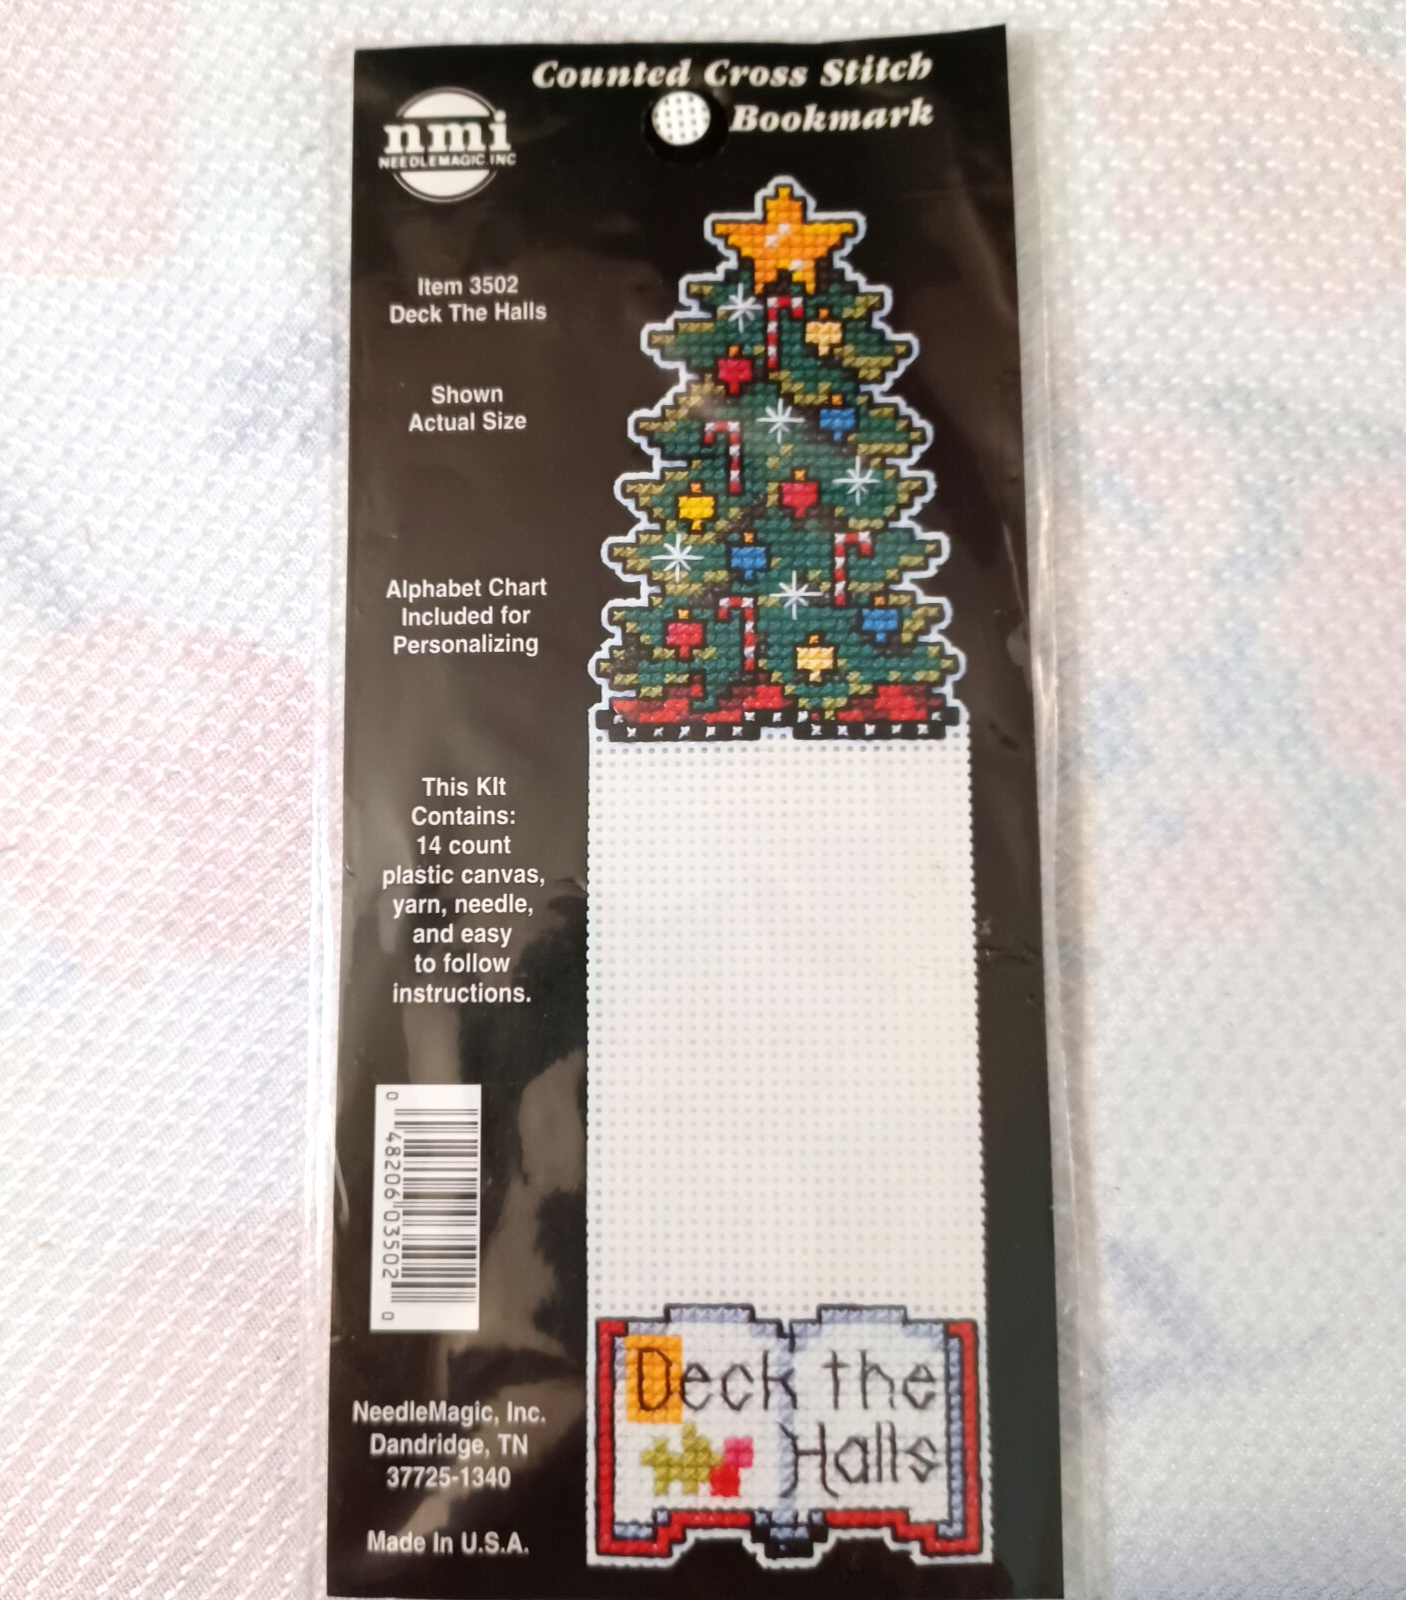 Counted Cross Stitch
Bookmark
nmi
NEEDLEMAGIC, INC
Item 3502
Deck The Halls
Shown
Actual Size
Alphabet Chart
Included for
Personalizing
This KIt
Contains:
14 count
plastic canvas,
yarn, needle,
and easy
to follow
instructions.
0 48206 03502 0
NeedleMagic, Inc.
Dandridge, TN
37725-1340
Made In U.S.A.
Deck the
Halls